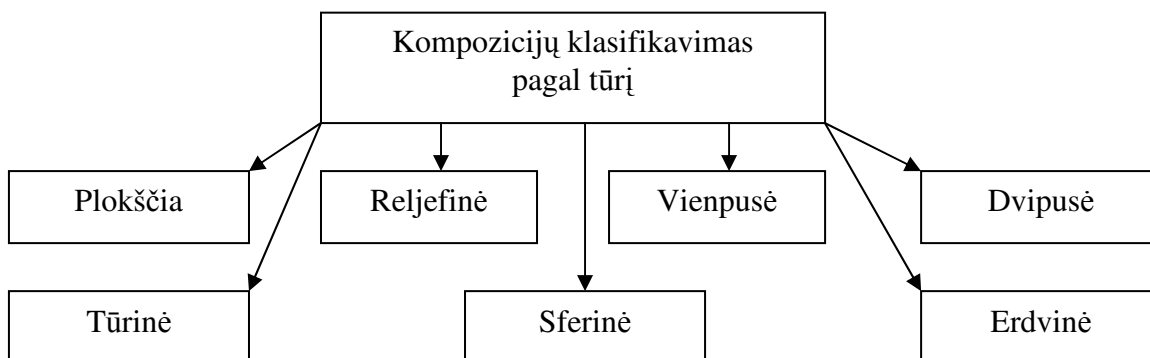 Kompozicijų klasifikavimas
pagal tūrį
Plokščia
Reljefinė
Vienpusė
Dvipusė
Tūrinė
Sferinė
Erdvinė